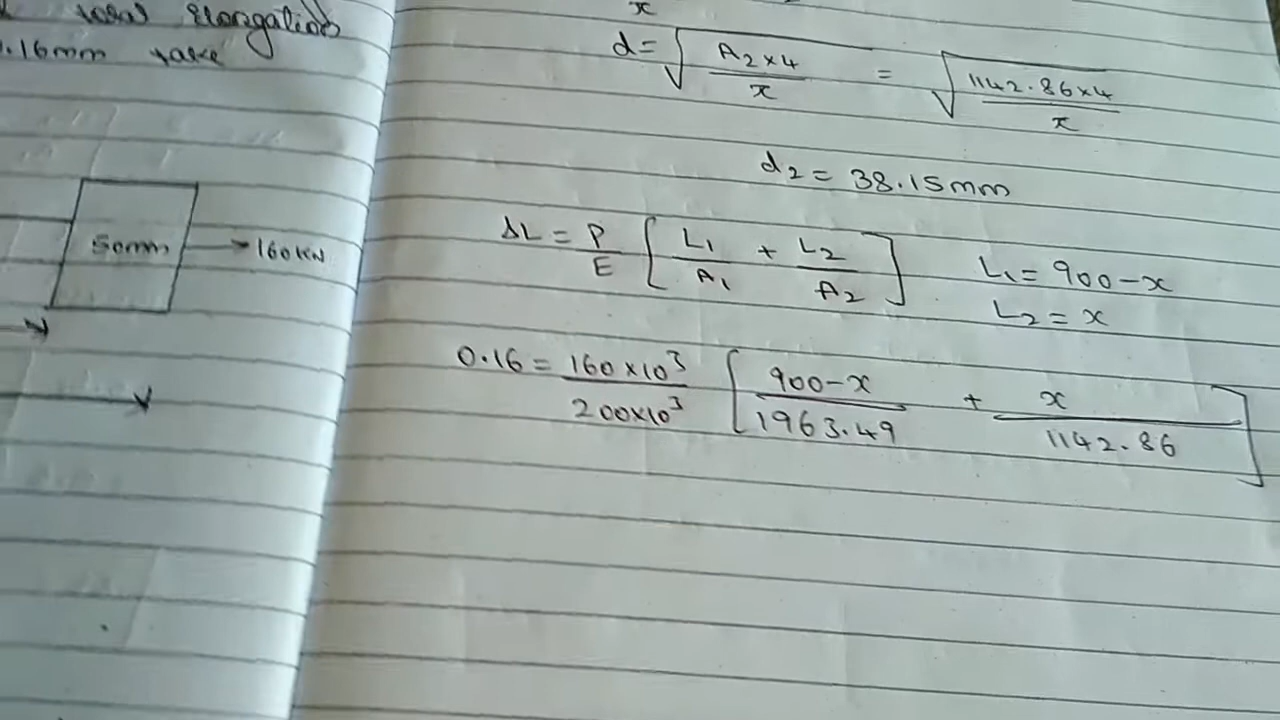 total Elongation
0.16mm take
50mm
160KN
x
d= √(A2×4/x) = √(1142.86×4/x)
d2 = 38.15mm
ΔL = P/E [L1/A1 + L2/A2] L1 = 900-x
L2 = x
0.16 = 160×10³/200×10³ [900-x/1963.49 + x/1142.86]